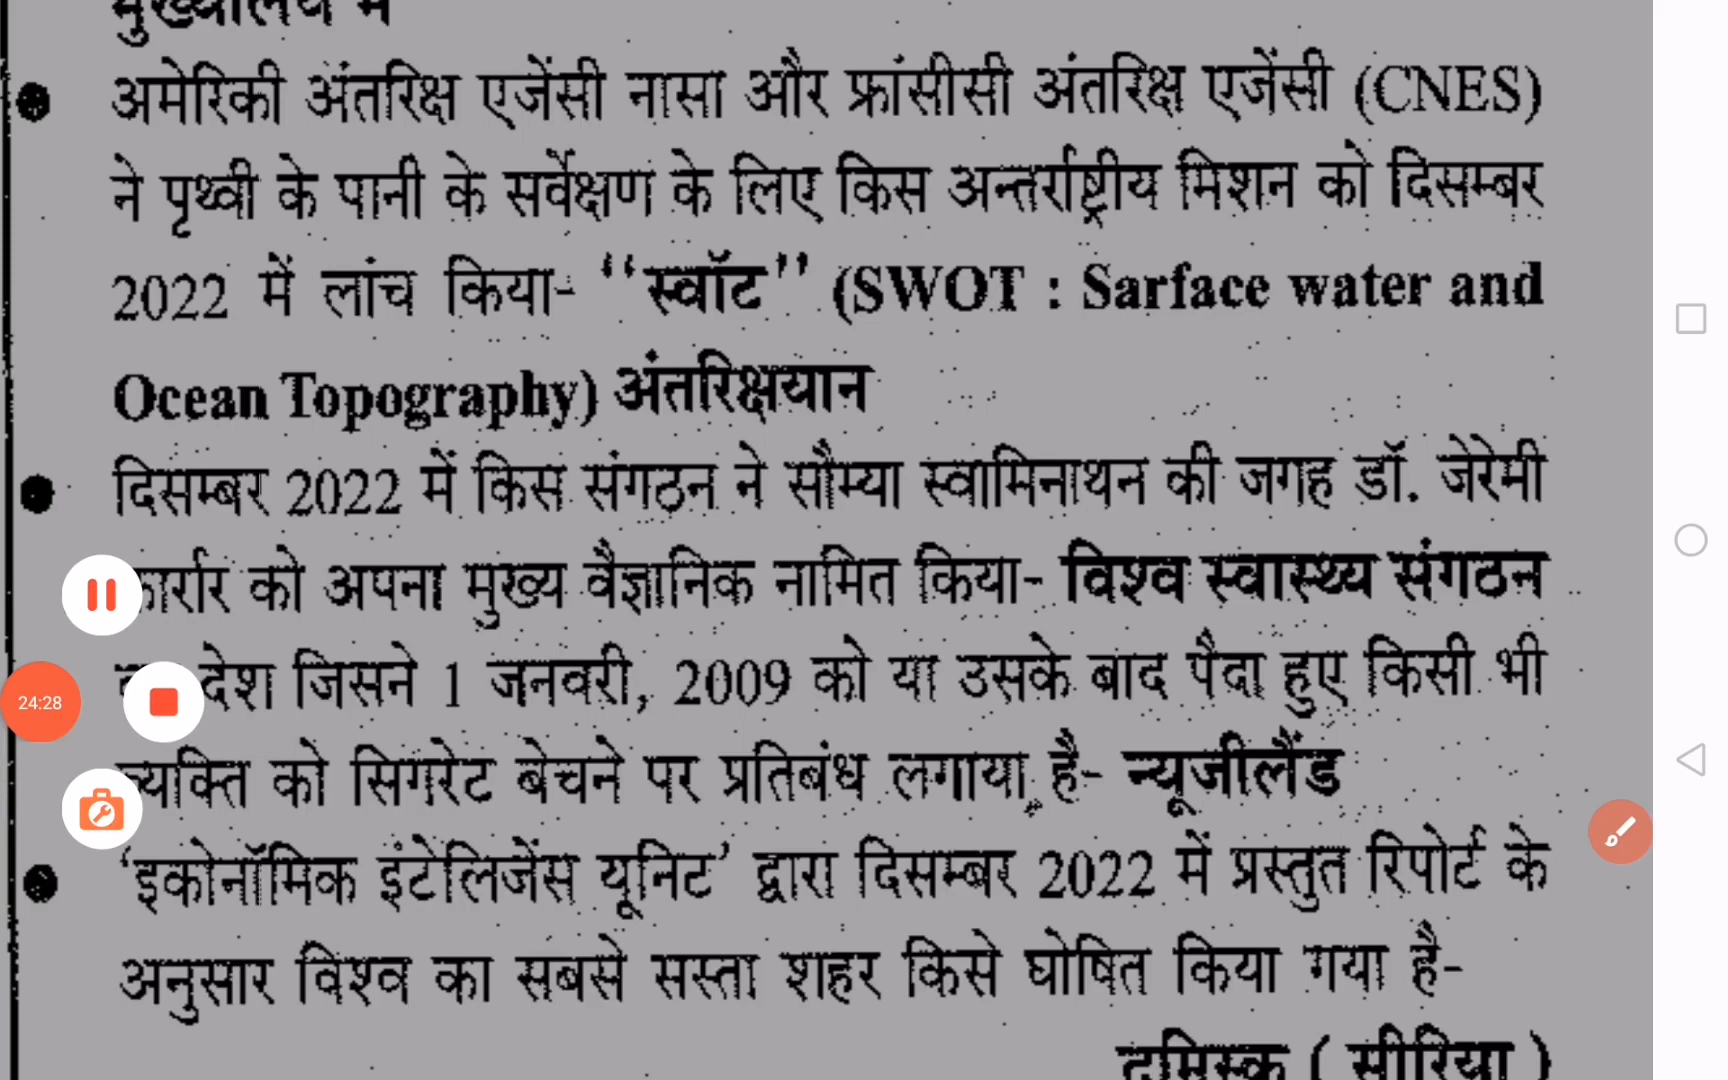 अमेरिकी अंतरिक्ष एजेंसी नासा और फ्रांसीसी अंतरिक्ष एजेंसी (CNES)
ने पृथ्वी के पानी के सर्वेक्षण के लिए किस अन्तर्राष्ट्रीय मिशन को दिसम्बर
2022 में लांच किया- ‘‘स्वॉट’’ (SWOT : Sarface water and
Ocean Topography) अंतरिक्षयान
दिसम्बर 2022 में किस संगठन ने सौम्या स्वामिनाथन की जगह डॉ. जेरेमी
को अपना मुख्य वैज्ञानिक नामित किया- विश्व स्वास्थ्य संगठन
देश जिसने 1 जनवरी, 2009 को या उसके बाद पैदा हुए किसी भी
व्यक्ति को सिगरेट बेचने पर प्रतिबंध लगाया है- न्यूजीलैंड
24:28
‘इकोनॉमिक इंटेलिजेंस यूनिट’ द्वारा दिसम्बर 2022 में प्रस्तुत रिपोर्ट के
अनुसार विश्व का सबसे सस्ता शहर किसे घोषित किया गया है-
दमिस्क ( सीरिया )